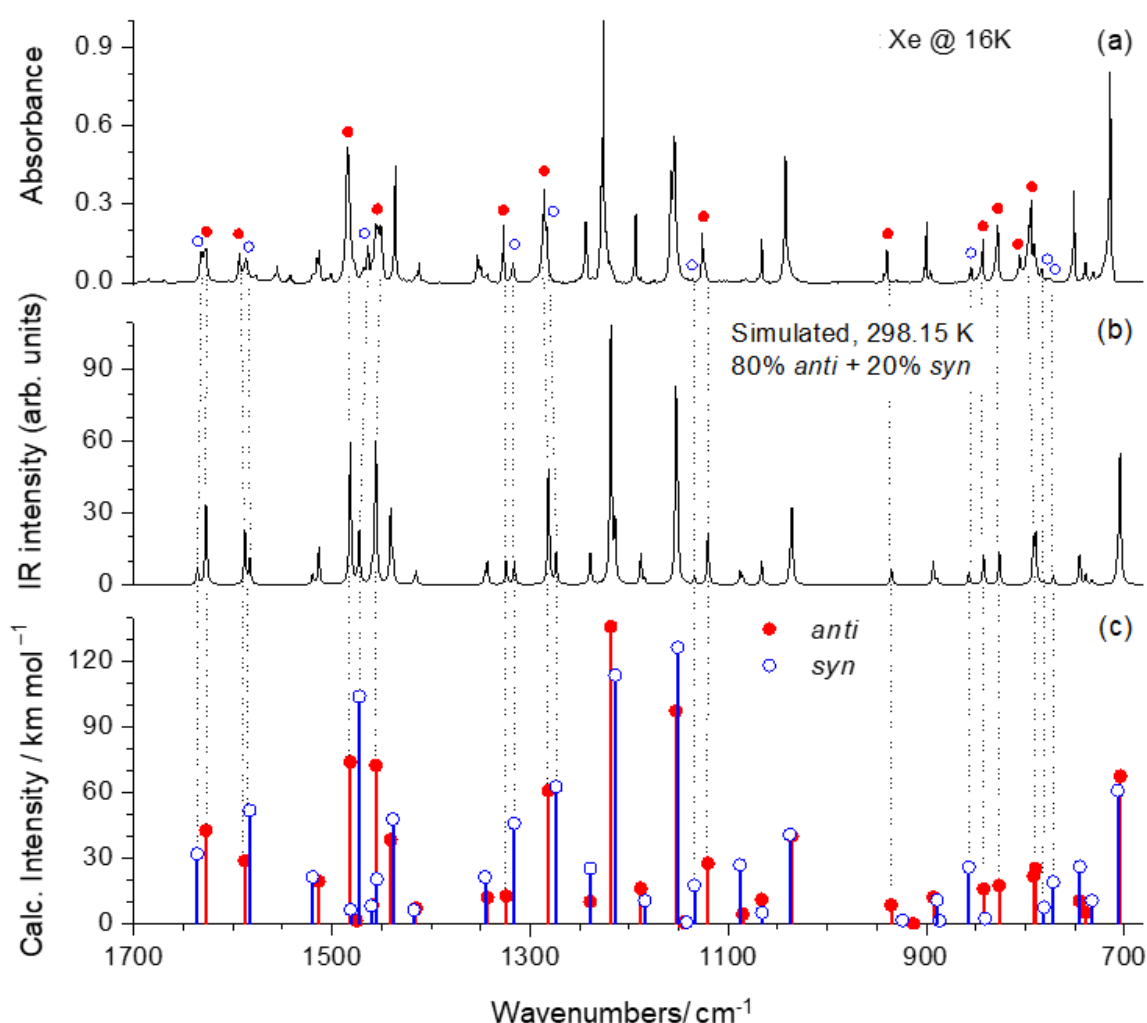 Xe @ 16K
(a)
Absorbance
0.9
0.6
0.3
0.0
Simulated, 298.15 K
80% anti + 20% syn
(b)
IR intensity (arb. units)
90
60
30
0
anti
syn
(c)
Calc. Intensity / km mol⁻¹
120
90
60
30
0
1700 1500 1300 1100 900 700
Wavenumbers/ cm⁻¹